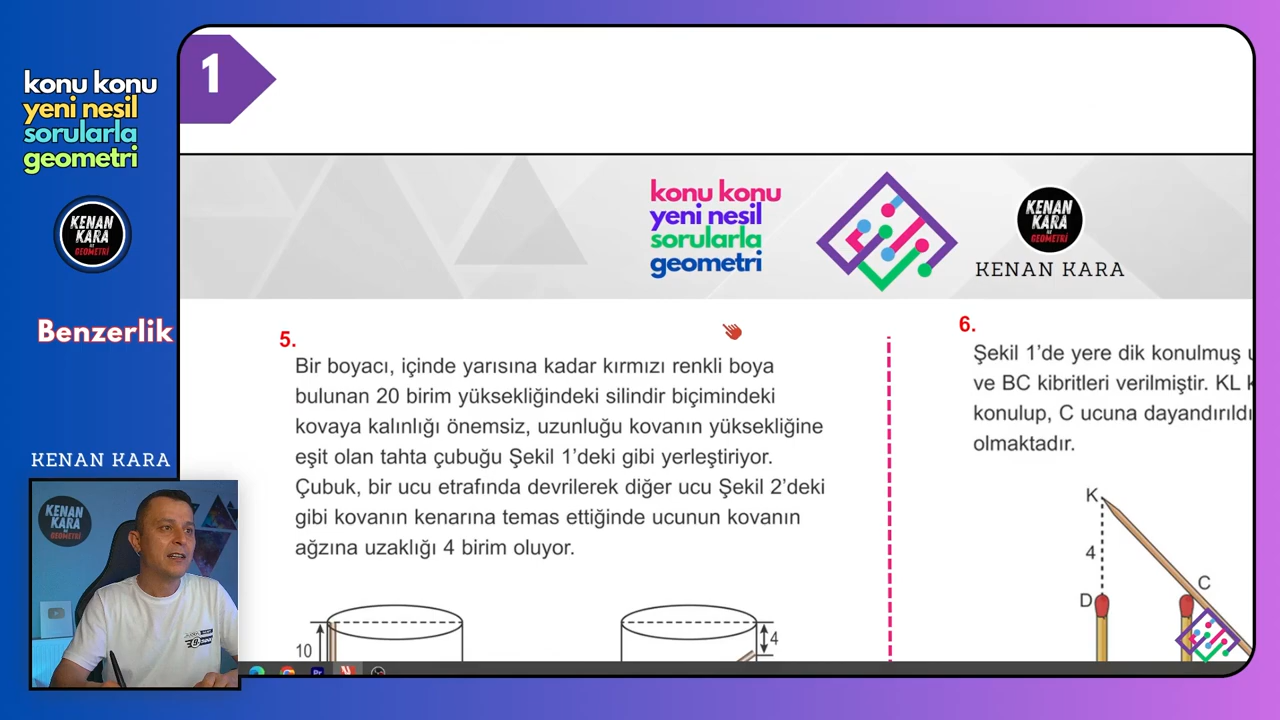 konu konu
yeni nesil
sorularla
geometri
KENAN
KARA
GEOMETRİ
Benzerlik
KENAN KARA
KENAN
KARA
1
konu konu
yeni nesil
sorularla
geometri
KENAN
KARA
ile
GEOMETRİ
KENAN KARA
5.
Bir boyacı, içinde yarısına kadar kırmızı renkli boya
bulunan 20 birim yüksekliğindeki silindir biçimindeki
kovaya kalınlığı önemsiz, uzunluğu kovanın yüksekliğine
eşit olan tahta çubuğu Şekil 1’deki gibi yerleştiriyor.
Çubuk, bir ucu etrafında devrilerek diğer ucu Şekil 2’deki
gibi kovanın kenarına temas ettiğinde ucunun kovanın
ağzına uzaklığı 4 birim oluyor.
10
4
6.
Şekil 1’de yere dik konulmuş
ve BC kibritleri verilmiştir. KL
konulup, C ucuna dayandırıldı
olmaktadır.
K
4
D
C